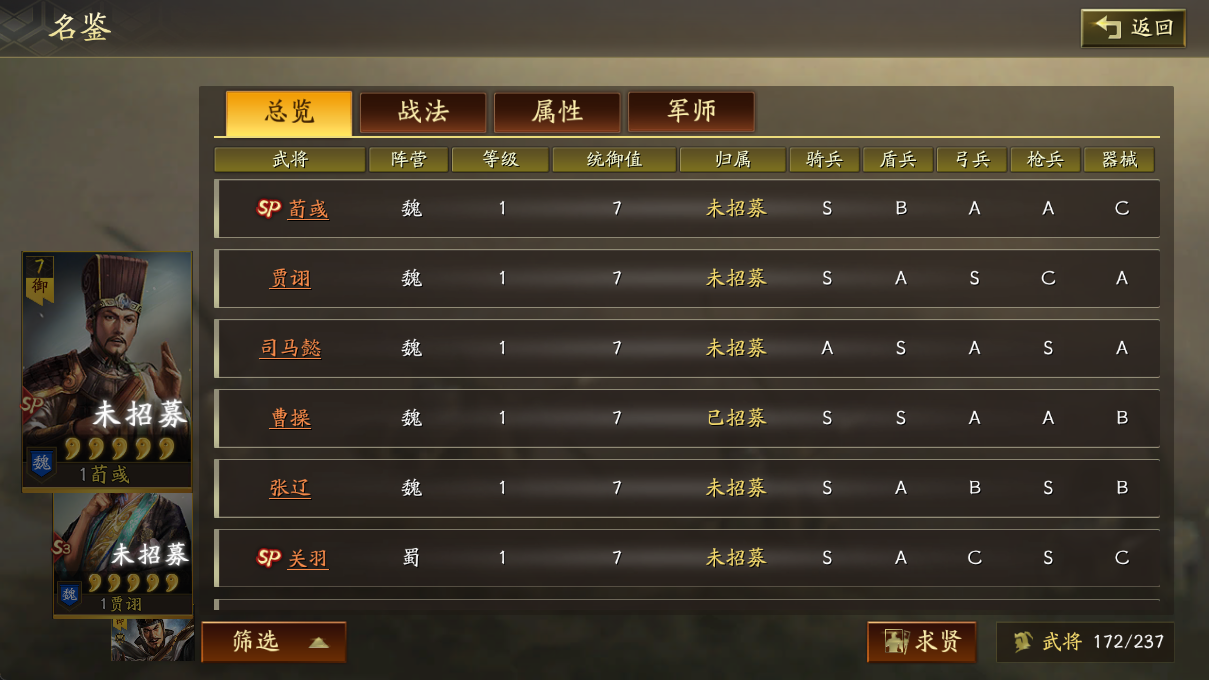 名鉴
返回
总览 战法 属性 军师
武将 阵营 等级 统御值 归属 骑兵 盾兵 弓兵 枪兵 器械
SP 荀彧 魏 1 7 未招募 S B A A C
贾诩 魏 1 7 未招募 S A S C A
司马懿 魏 1 7 未招募 A S A S A
曹操 魏 1 7 已招募 S S A A B
张辽 魏 1 7 未招募 S A B S B
SP 关羽 蜀 1 7 未招募 S A C S C
7
御
SP
未招募
魏
1荀彧
S3
未招募
魏
1贾诩
筛选
求贤
武将 172/237